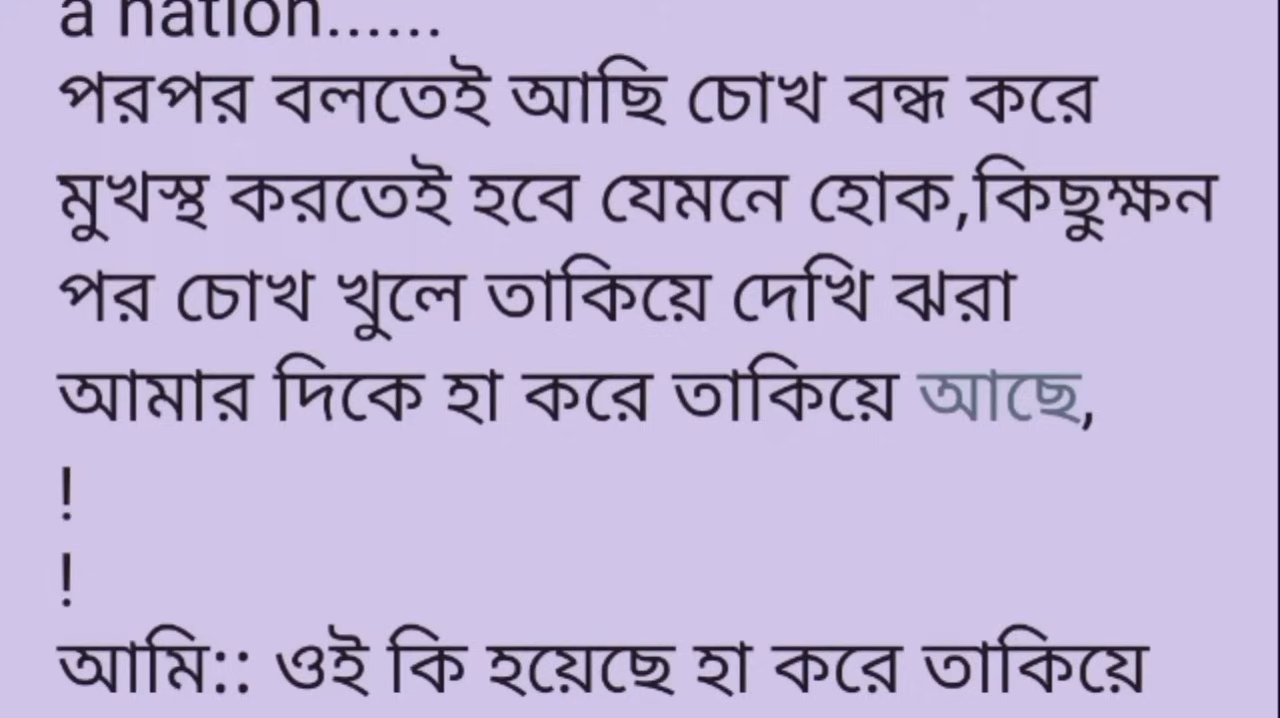 a nation......
পরপর বলতেই আছি চোখ বন্ধ করে
মুখস্থ করতেই হবে যেমনে হোক,কিছুক্ষন
পর চোখ খুলে তাকিয়ে দেখি ঝরা
আমার দিকে হা করে তাকিয়ে আছে,
!
!
আমি:: ওই কি হয়েছে হা করে তাকিয়ে